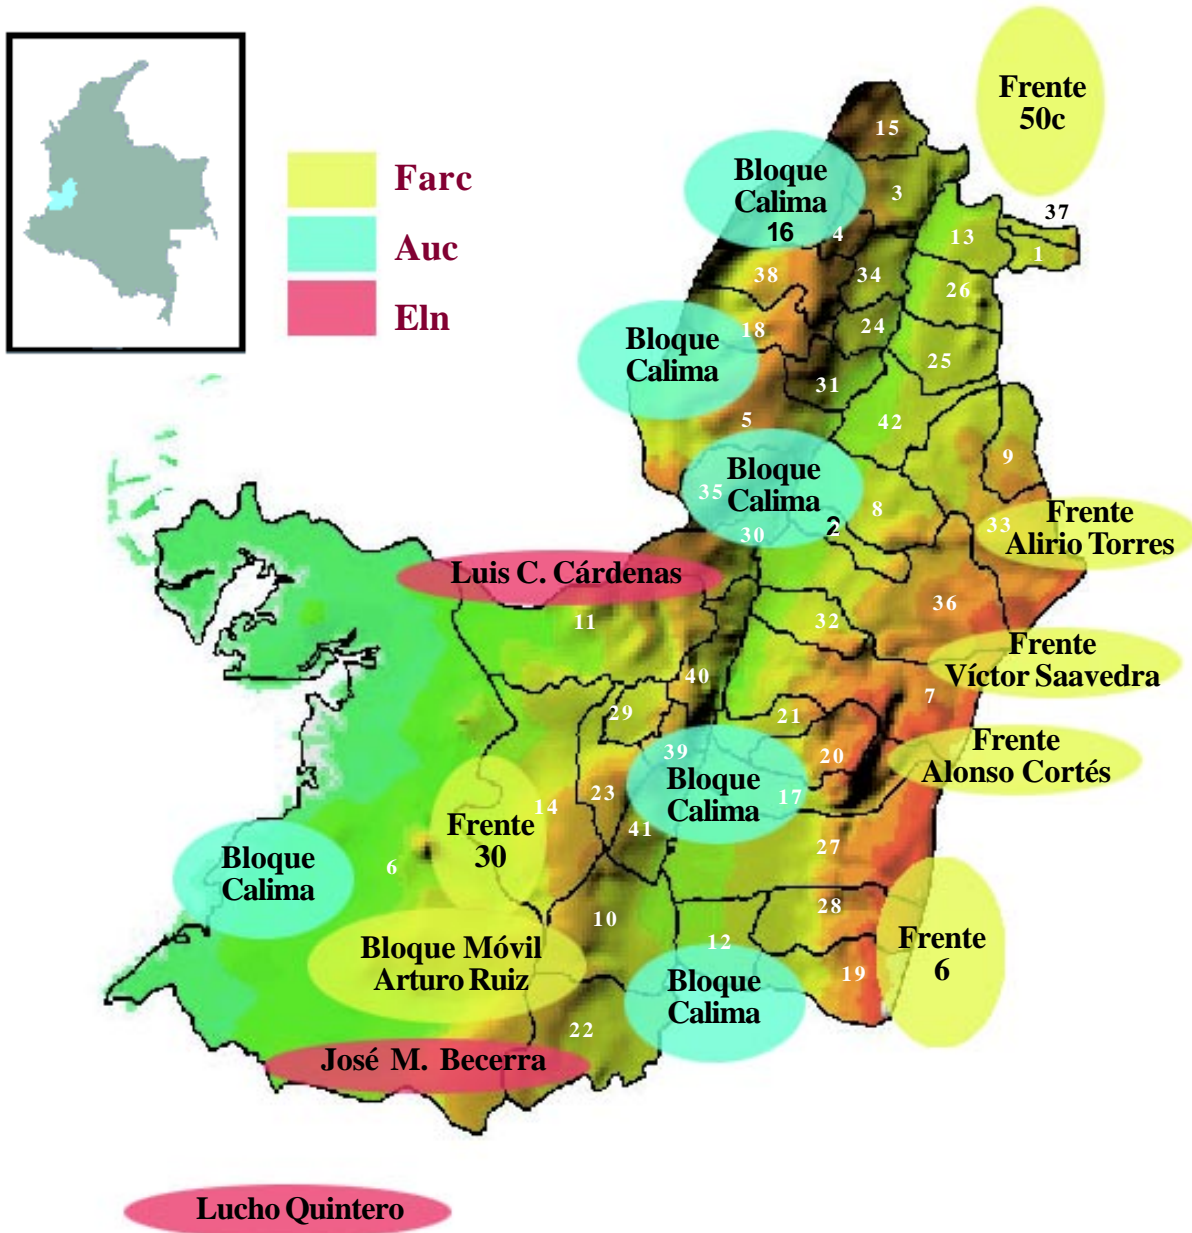 Farc
Auc
Eln
Frente
50c
15
Bloque
Calima
16
3
37
4
13
1
38
34
26
18
24
Bloque
Calima
25
31
5
42
9
Bloque
Calima
35
8
2
33
Frente
Alirio Torres
30
Luis C. Cárdenas
36
11
32
Frente
Víctor Saavedra
40
7
29
21
39
20
Frente
Alonso Cortés
Bloque
Calima
17
23
14
Frente
30
41
27
Bloque
Calima
6
28
10
12
Frente
6
Bloque Móvil
Arturo Ruiz
19
Bloque
Calima
22
José M. Becerra
Lucho Quintero